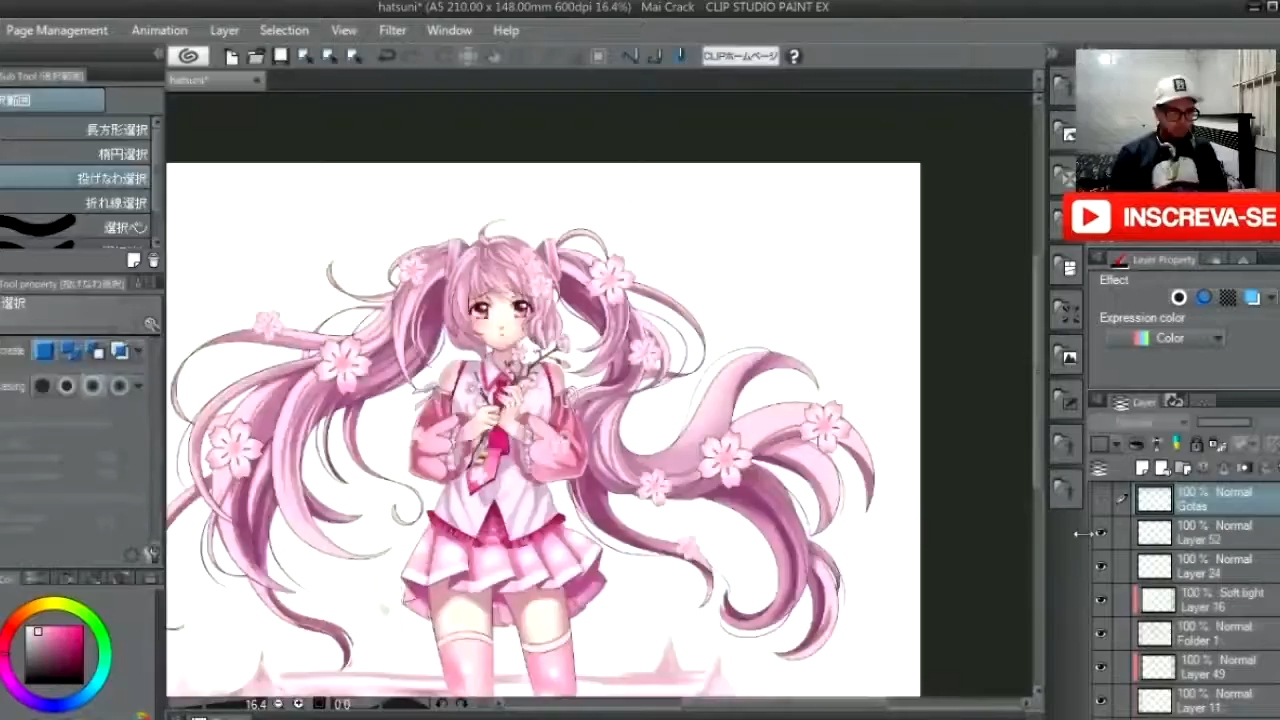 hatsuni* (A5 210.00 x 148.00mm 600dpi 16.4%)   Mai Crack   CLIP STUDIO PAINT EX
Page Management Animation Layer Selection View Filter Window Help
CLIPホームページ ?
hatsuni*
長方形選択
楕円選択
投げなわ選択
折れ線選択
選択ペン
選択
INSCREVA-SE
Layer Property
Effect
Expression color
Color
Layer
100 % Normal
Gotas
100 % Normal
Layer 52
100 % Normal
Layer 24
100 % Soft light
Layer 16
100 % Normal
Folder 1
100 % Normal
Layer 49
100 % Normal
Layer 11
16.4
0.0